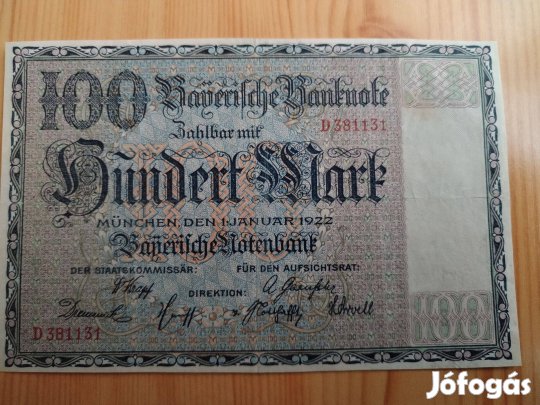 100 Bayerische Banknote
Zahlbar mit
D 381131
Hundert Mark
MÜNCHEN, DEN 1. JANUAR 1922
Bayerische Notenbank
DER STAATSKOMMISSÄR: FÜR DEN AUFSICHTSRAT:
DIREKTION:
D 381131
100
Jófogás